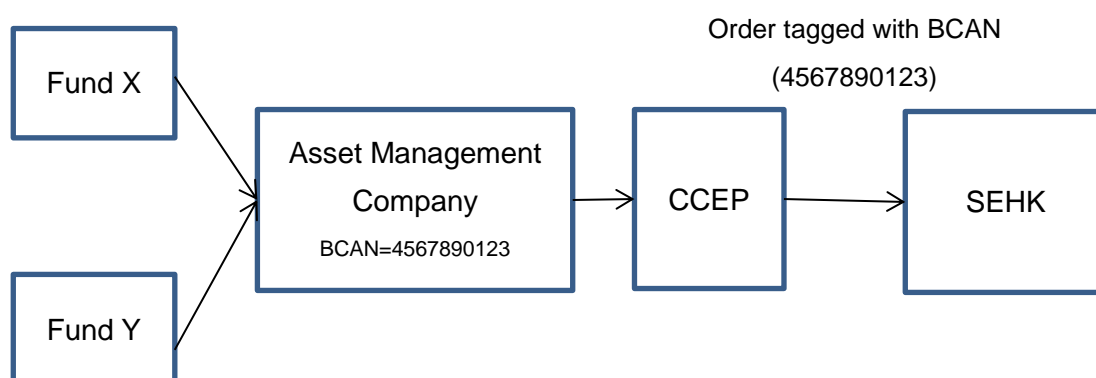 Order tagged with BCAN
(4567890123)
Fund X
Asset Management
Company
BCAN=4567890123
CCEP
SEHK
Fund Y